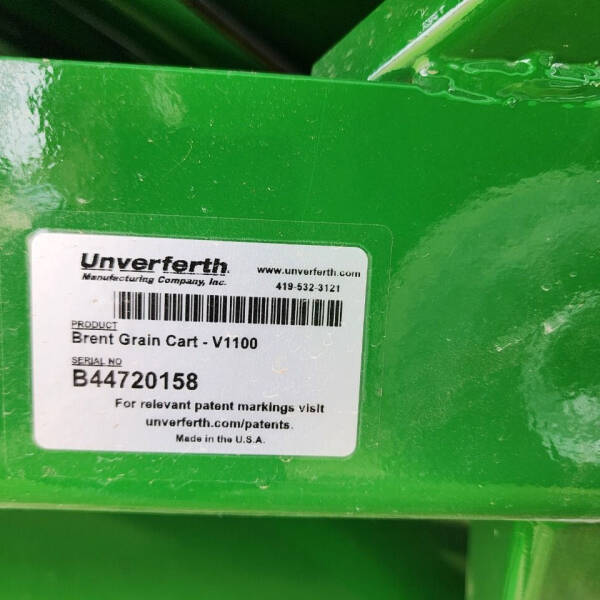 Unverferth
Manufacturing Company, Inc.
www.unverferth.com
419-532-3121
PRODUCT
Brent Grain Cart - V1100
SERIAL NO
B44720158
For relevant patent markings visit
unverferth.com/patents.
Made in the U.S.A.